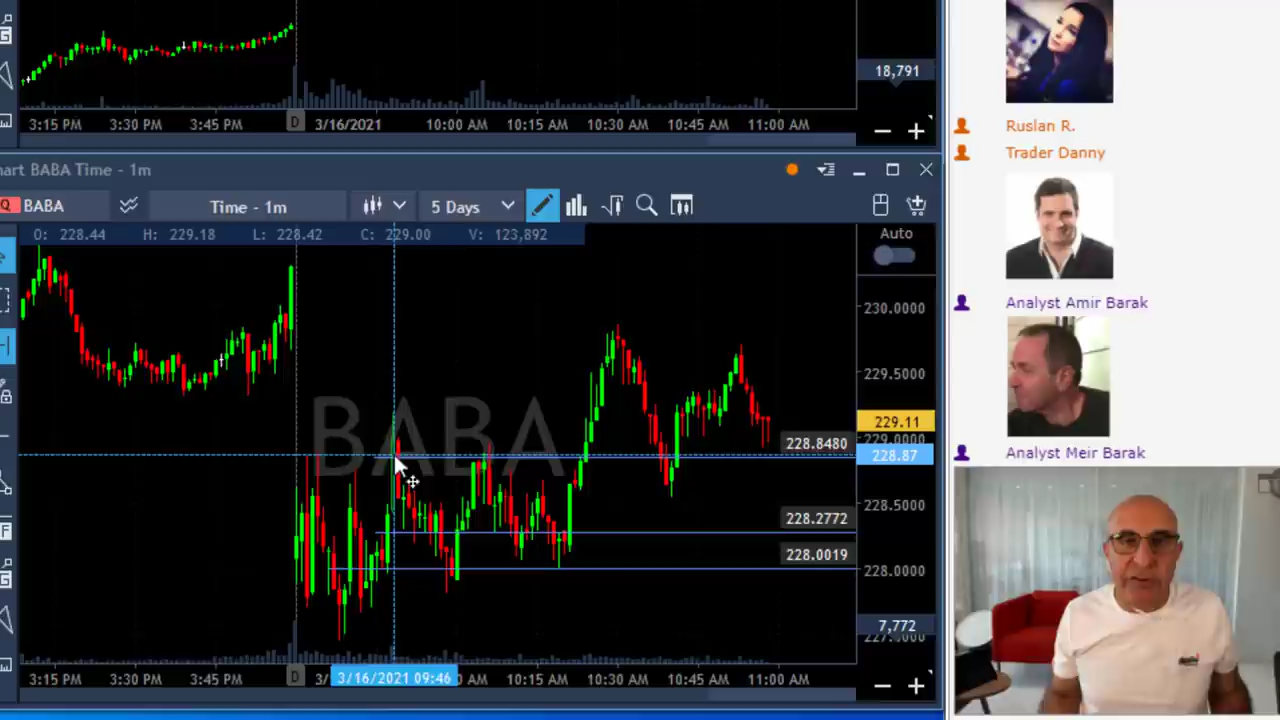 18,791
3:15 PM 3:30 PM 3:45 PM D 3/16/2021 10:00 AM 10:15 AM 10:30 AM 10:45 AM 11:00 AM
hart BABA Time - 1m
Q BABA Time - 1m 5 Days
O: 228.44 H: 229.18 L: 228.42 C: 229.00 V: 123,892
Auto
BABA
230.0000
229.5000
229.11
229.0000
228.8480
228.87
228.5000
228.2772
228.0019
228.0000
7,772
3:15 PM 3:30 PM 3:45 PM D 3/ 3/16/2021 09:46 AM 10:15 AM 10:30 AM 10:45 AM 11:00 AM
F
G
G
Ruslan R.
Trader Danny
Analyst Amir Barak
Analyst Meir Barak